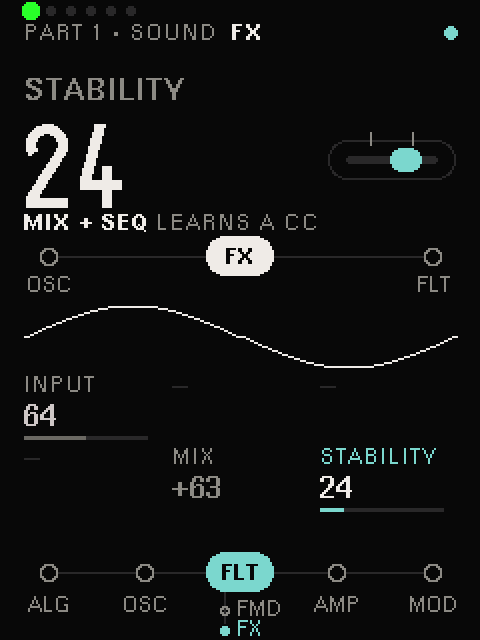 PART 1 · SOUND FX
STABILITY
24
MIX + SEQ LEARNS A CC
FX
OSC FLT
INPUT
64
MIX STABILITY
+63 24
FLT
ALG OSC AMP MOD
FMD
FX